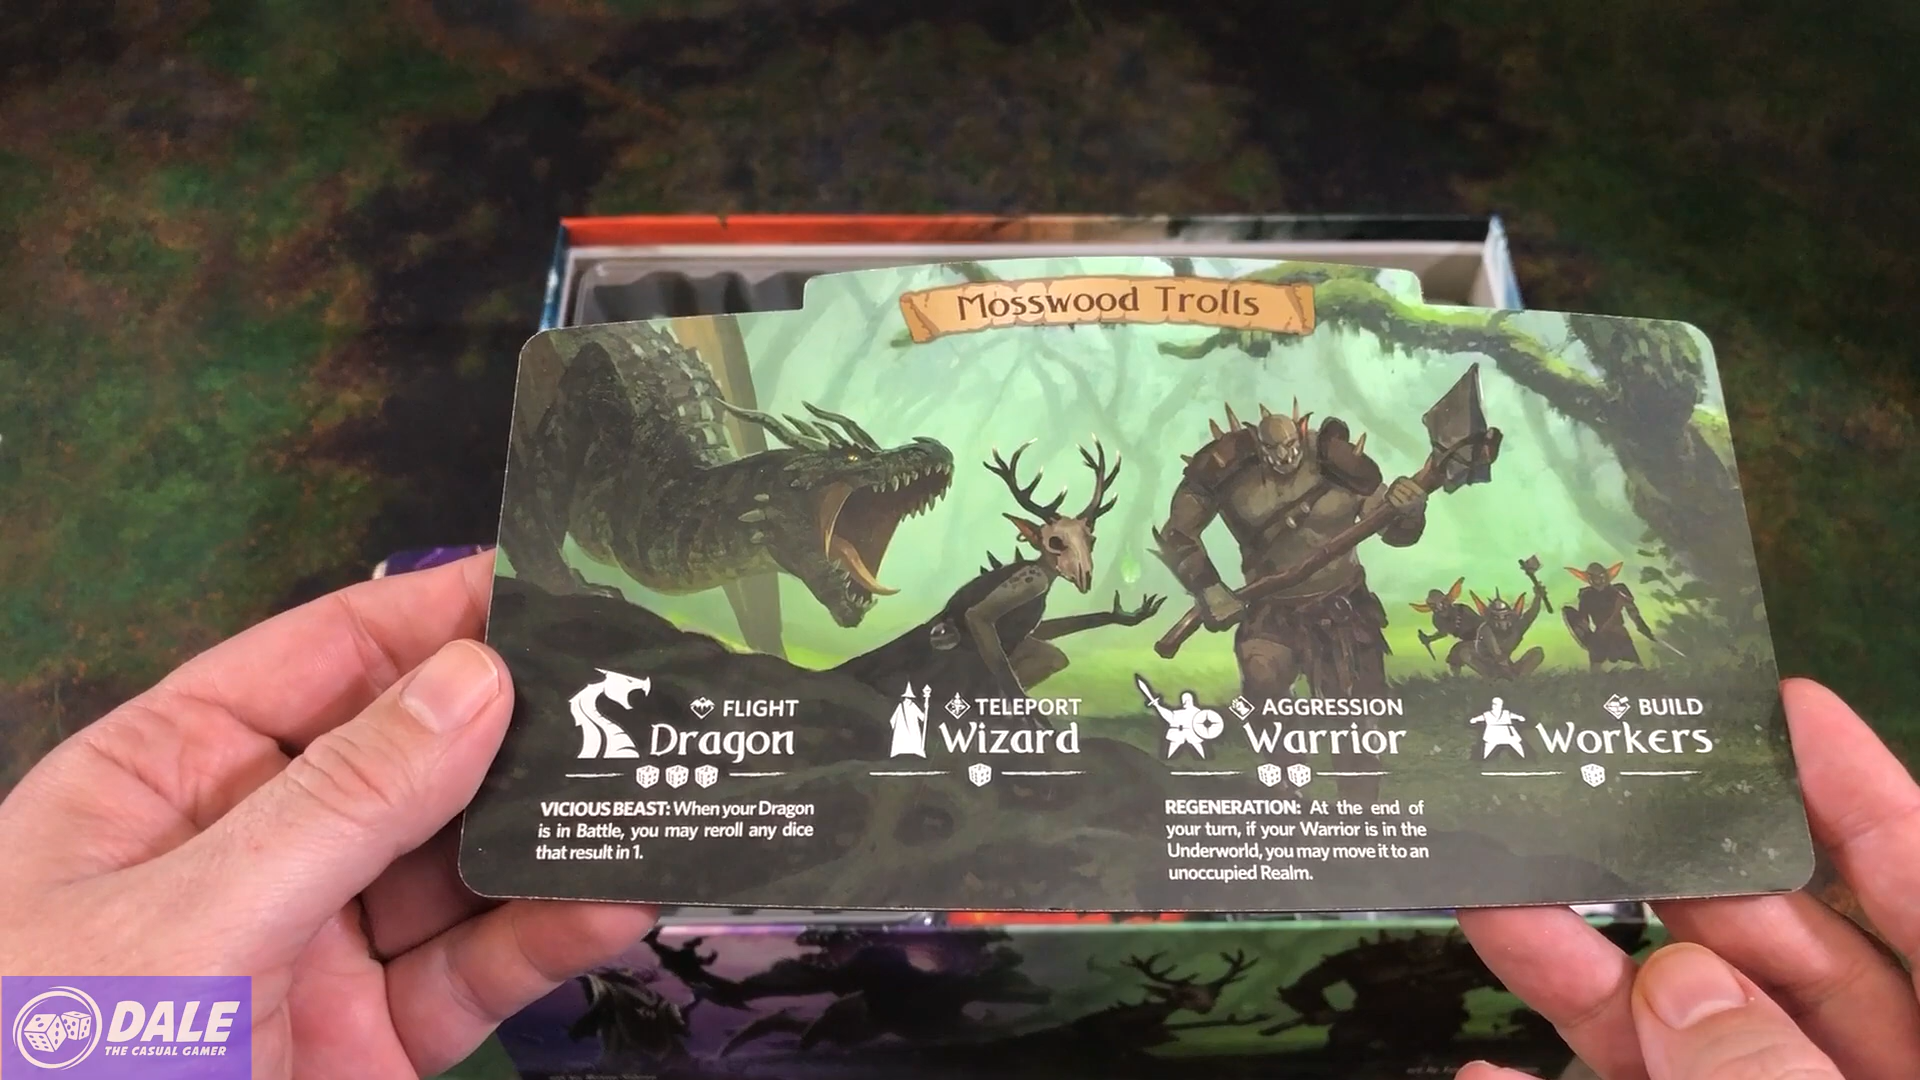 Mosswood Trolls
FLIGHT
Dragon
VICIOUS BEAST: When your Dragon
is in Battle, you may reroll any dice
that result in 1.
TELEPORT
Wizard
AGGRESSION
Warrior
REGENERATION: At the end of
your turn, if your Warrior is in the
Underworld, you may move it to an
unoccupied Realm.
BUILD
Workers
DALE
THE CASUAL GAMER